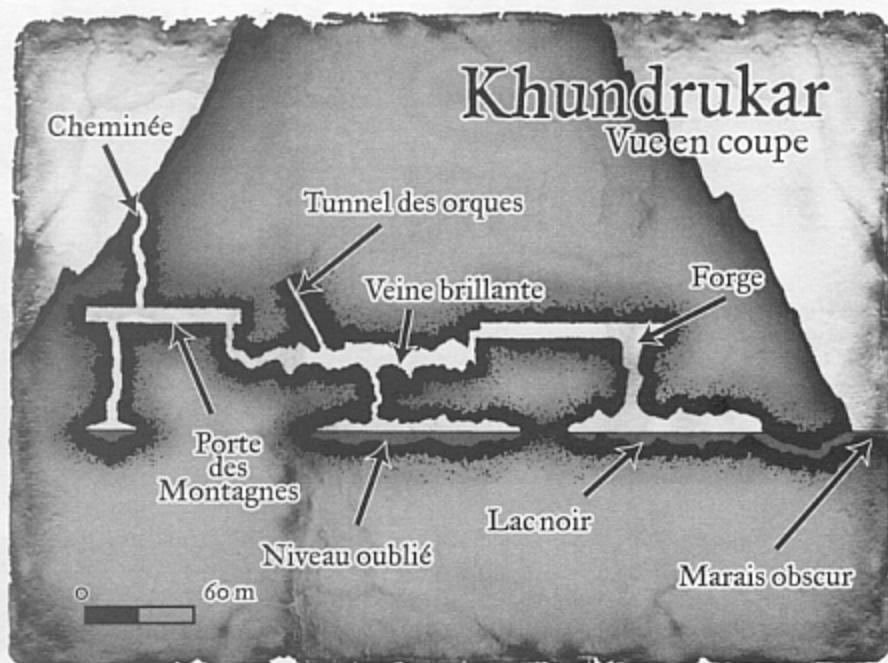 Khundrukar
Vue en coupe
Cheminée
Tunnel des orques
Veine brillante
Forge
Porte
des
Montagnes
Niveau oublié
Lac noir
Marais obscur
0
60 m